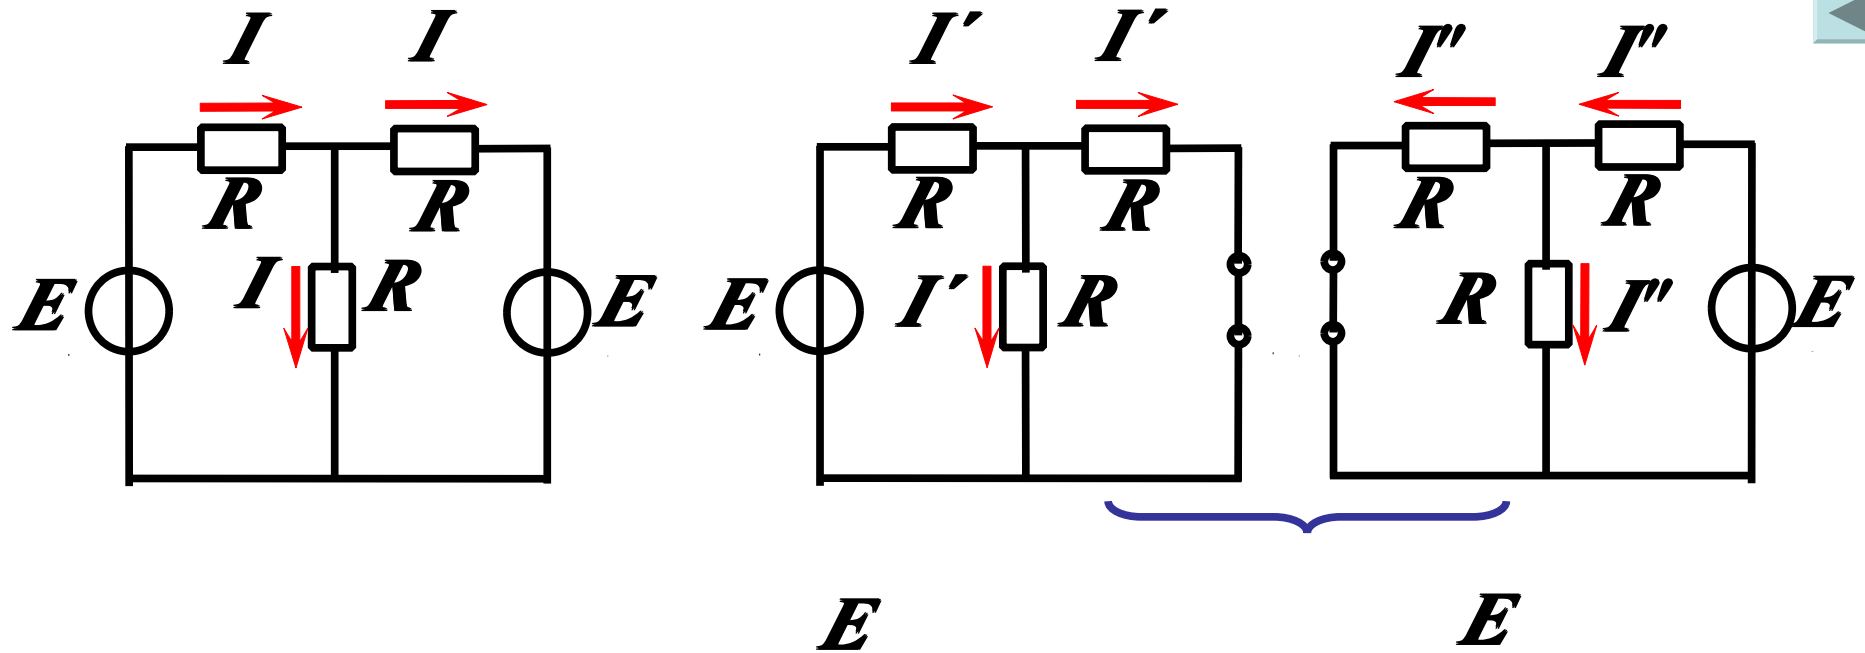 I I I′ I′ I″ I″
R R R R R R
E I R E E I′ R R I″ E
E E